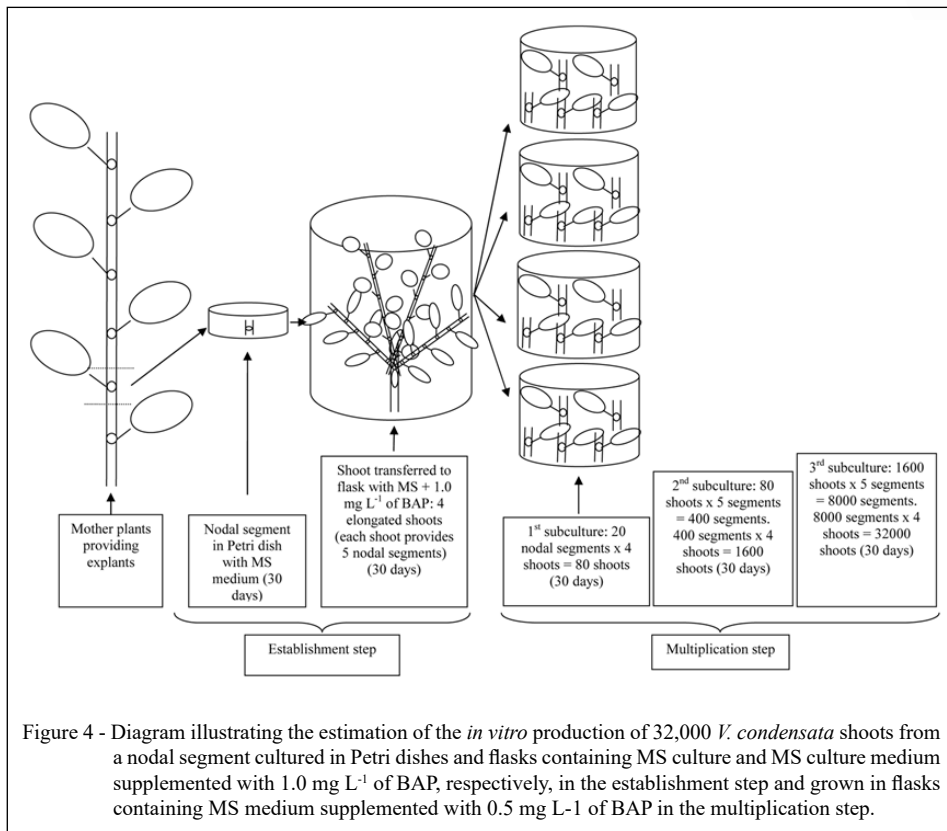 Mother plants
providing
explants
Nodal segment
in Petri dish
with MS
medium (30
days)
Shoot transferred to
flask with MS + 1.0
mg L⁻¹ of BAP: 4
elongated shoots
(each shoot provides
5 nodal segments)
(30 days)
1ˢᵗ subculture: 20
nodal segments x 4
shoots = 80 shoots
(30 days)
2ⁿᵈ subculture: 80
shoots x 5 segments
= 400 segments.
400 segments x 4
shoots = 1600
shoots (30 days)
3ʳᵈ subculture: 1600
shoots x 5 segments
= 8000 segments.
8000 segments x 4
shoots = 32000
shoots (30 days)
Establishment step
Multiplication step
Figure 4 - Diagram illustrating the estimation of the in vitro production of 32,000 V. condensata shoots from
a nodal segment cultured in Petri dishes and flasks containing MS culture and MS culture medium
supplemented with 1.0 mg L⁻¹ of BAP, respectively, in the establishment step and grown in flasks
containing MS medium supplemented with 0.5 mg L-1 of BAP in the multiplication step.